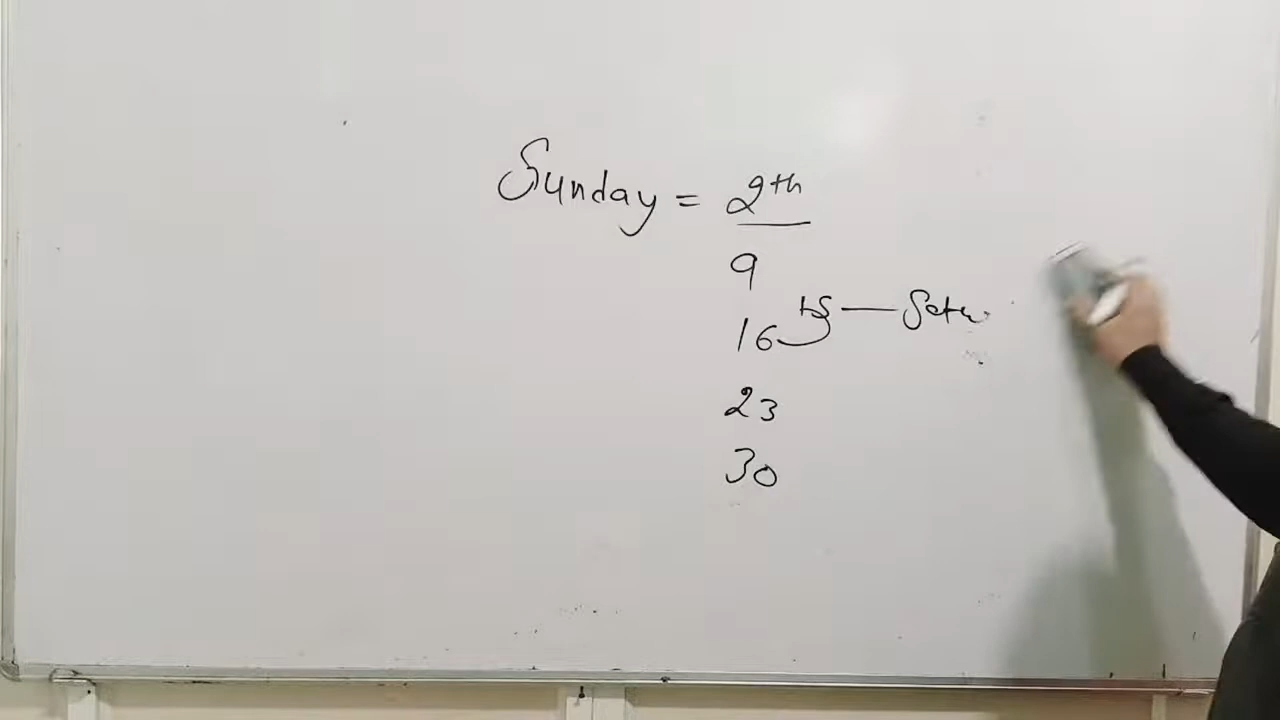 Sunday = 2th
9
15 — Satu
16
23
30